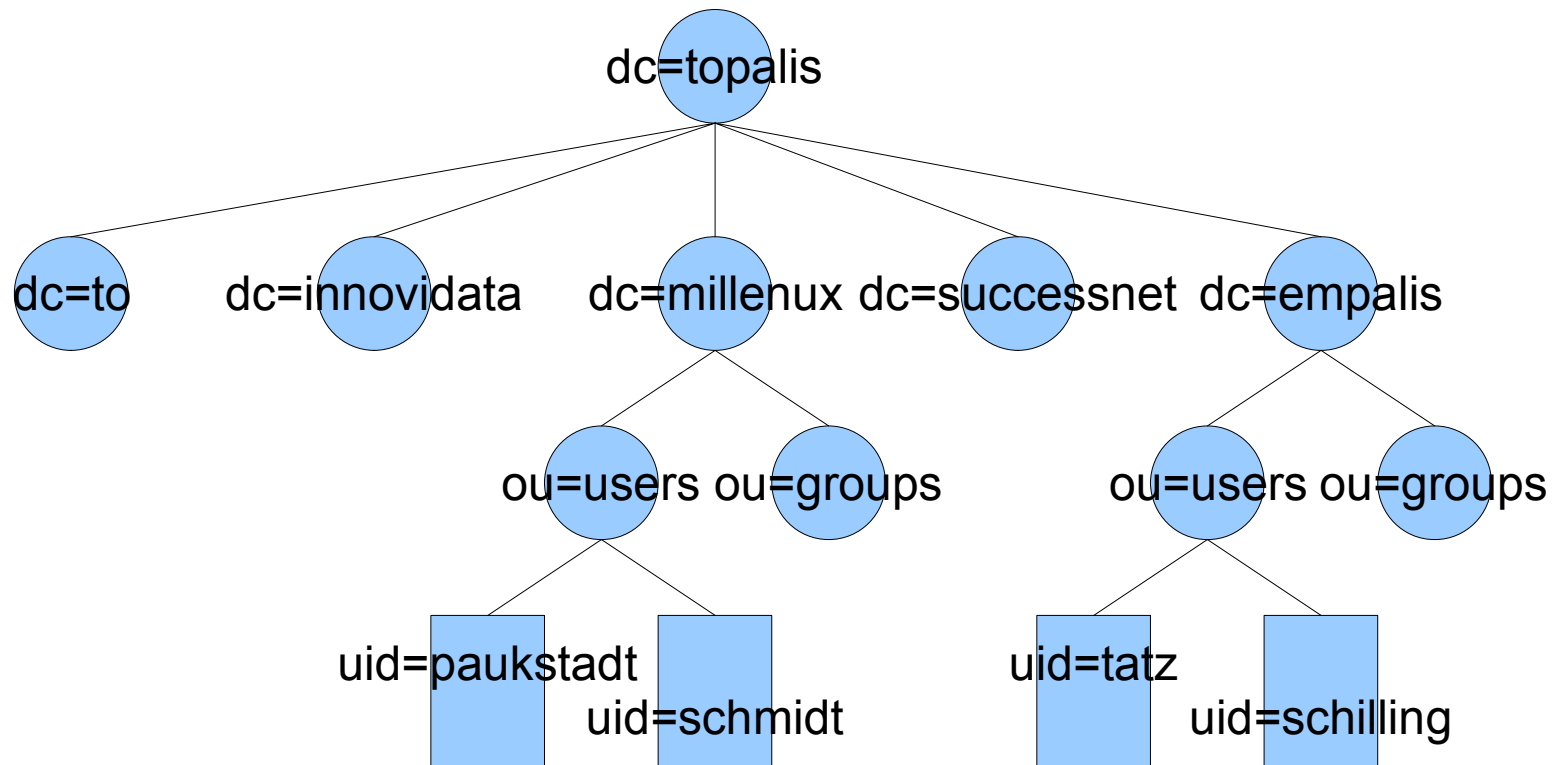 dc=topalis
dc=to
dc=innovidata
dc=millenux
dc=successnet
dc=empalis
ou=users
ou=groups
ou=users
ou=groups
uid=paukstadt
uid=schmidt
uid=tatz
uid=schilling